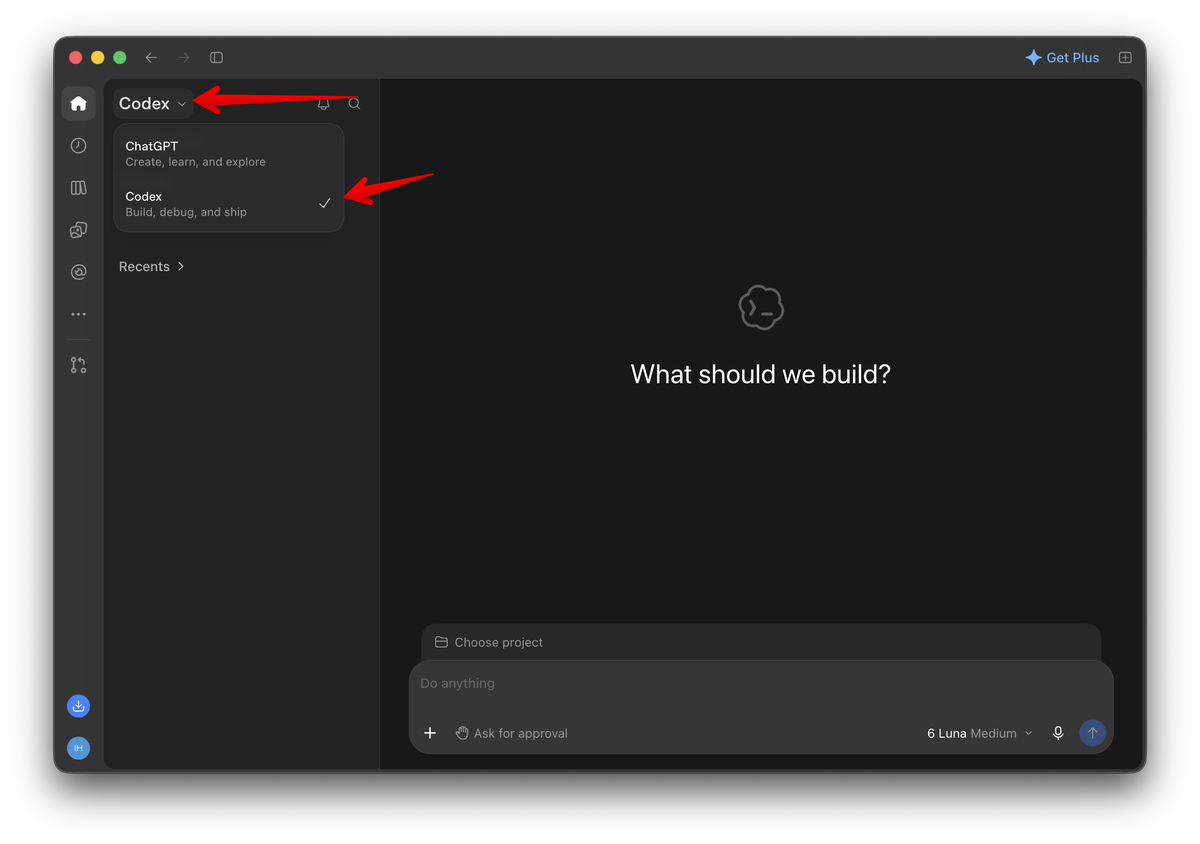 Get Plus
Codex
ChatGPT
Create, learn, and explore
Codex
Build, debug, and ship
Recents
What should we build?
Choose project
Do anything
Ask for approval
6 Luna Medium
IH